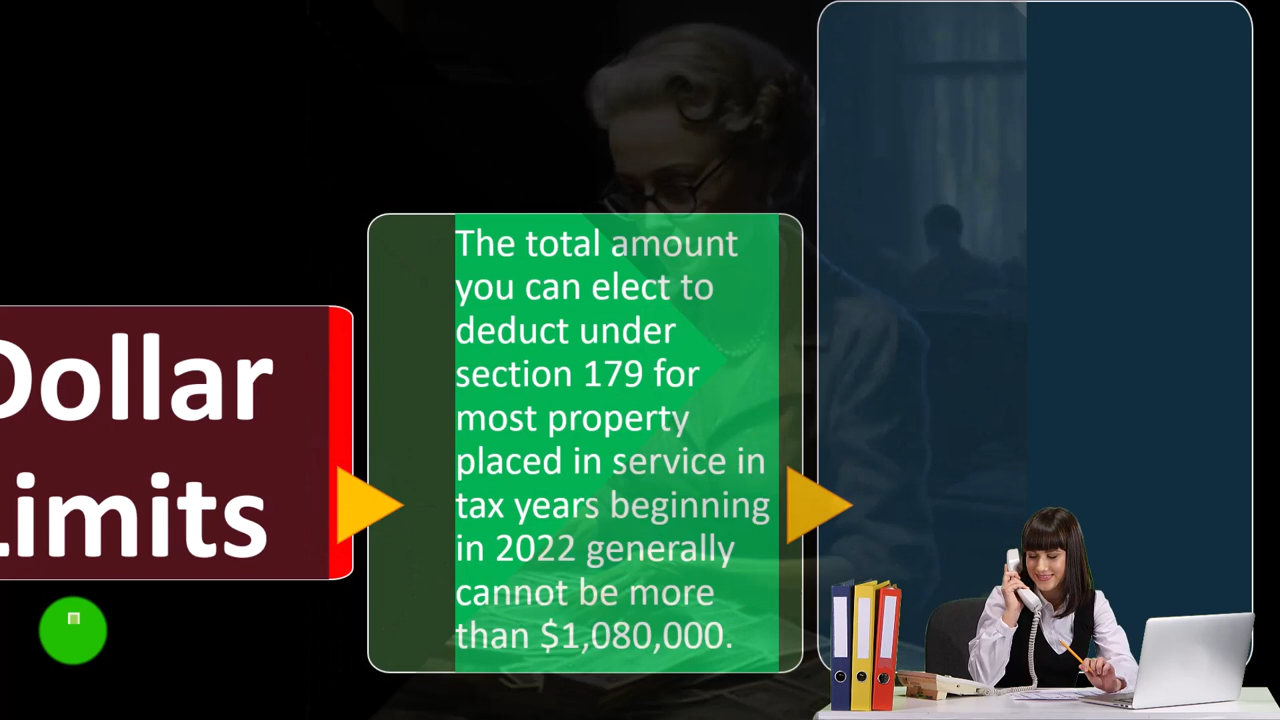 Dollar
Limits
The total amount
you can elect to
deduct under
section 179 for
most property
placed in service in
tax years beginning
in 2022 generally
cannot be more
than $1,080,000.